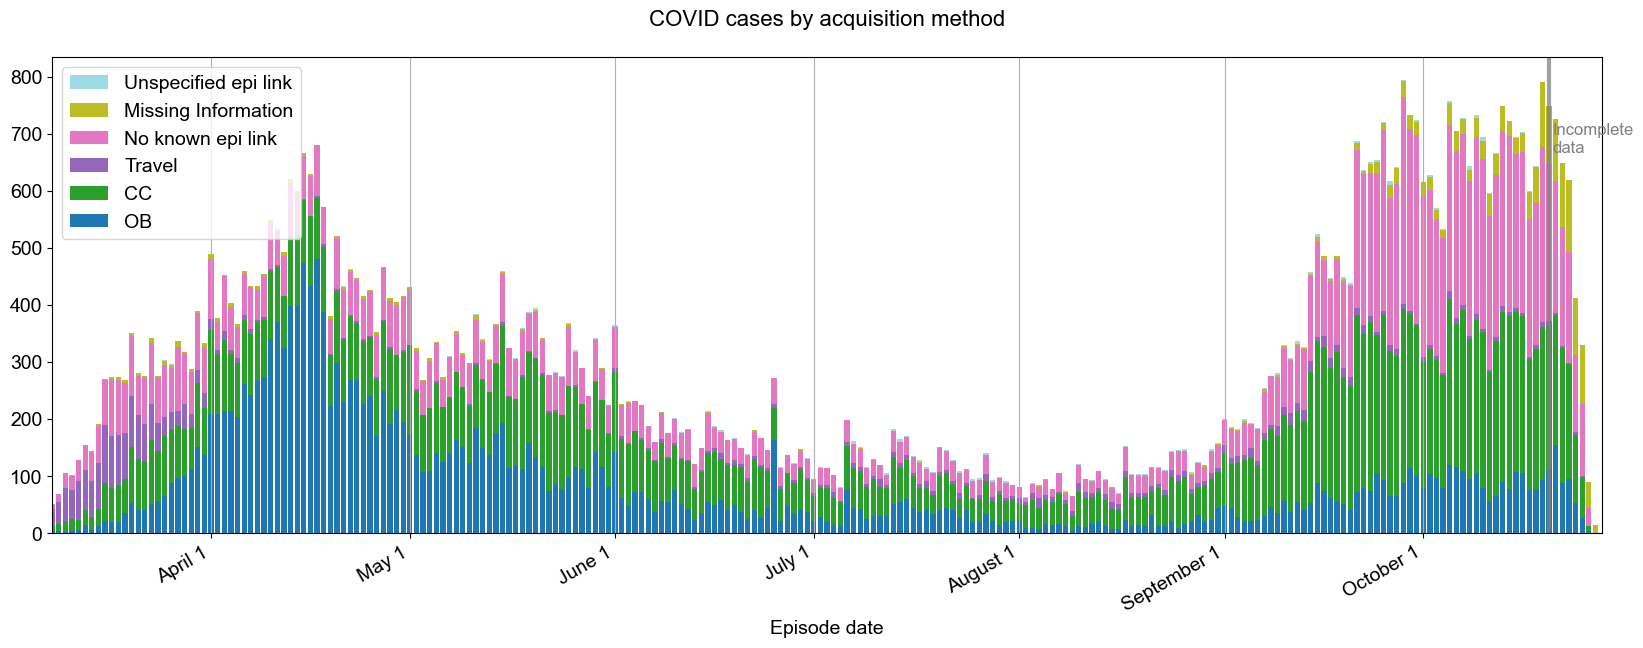 COVID cases by acquisition method
800
700
600
500
400
300
200
100
0
Unspecified epi link
Missing Information
No known epi link
Travel
CC
OB
Incomplete
data
April 1
May 1
June 1
July 1
August 1
September 1
October 1
Episode date